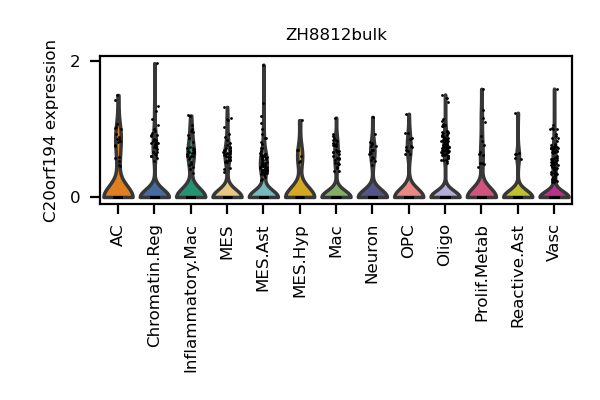 ZH8812bulk
C20orf194 expression
2
0
AC
Chromatin.Reg
Inflammatory.Mac
MES
MES.Ast
MES.Hyp
Mac
Neuron
OPC
Oligo
Prolif.Metab
Reactive.Ast
Vasc